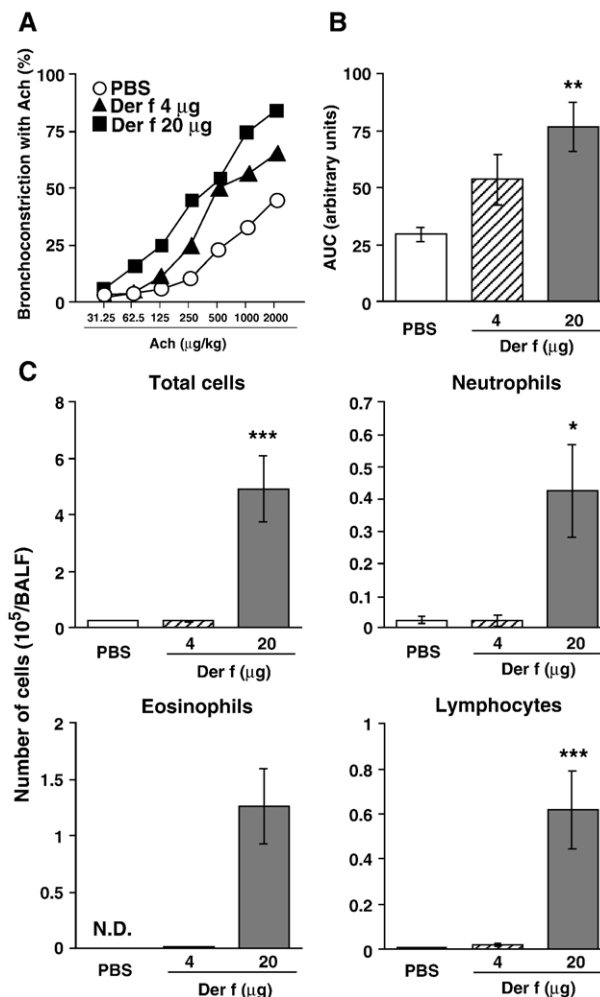 A
Bronchoconstriction with Ach (%)
100
75
50
25
0
PBS
Der f 4 μg
Der f 20 μg
31.25 62.5 125 250 500 1000 2000
Ach (μg/kg)
B
AUC (arbitrary units)
100
75
50
25
0
**
PBS
4
20
Der f (μg)
C
Number of cells (10⁵/BALF)
Total cells
8
6
4
2
0
***
PBS
4
20
Der f (μg)
Neutrophils
0.7
0.6
0.5
0.4
0.3
0.2
0.1
0
*
PBS
4
20
Der f (μg)
Eosinophils
2
1.5
1
0.5
0
N.D.
PBS
4
20
Der f (μg)
Lymphocytes
1
0.8
0.6
0.4
0.2
0
***
PBS
4
20
Der f (μg)